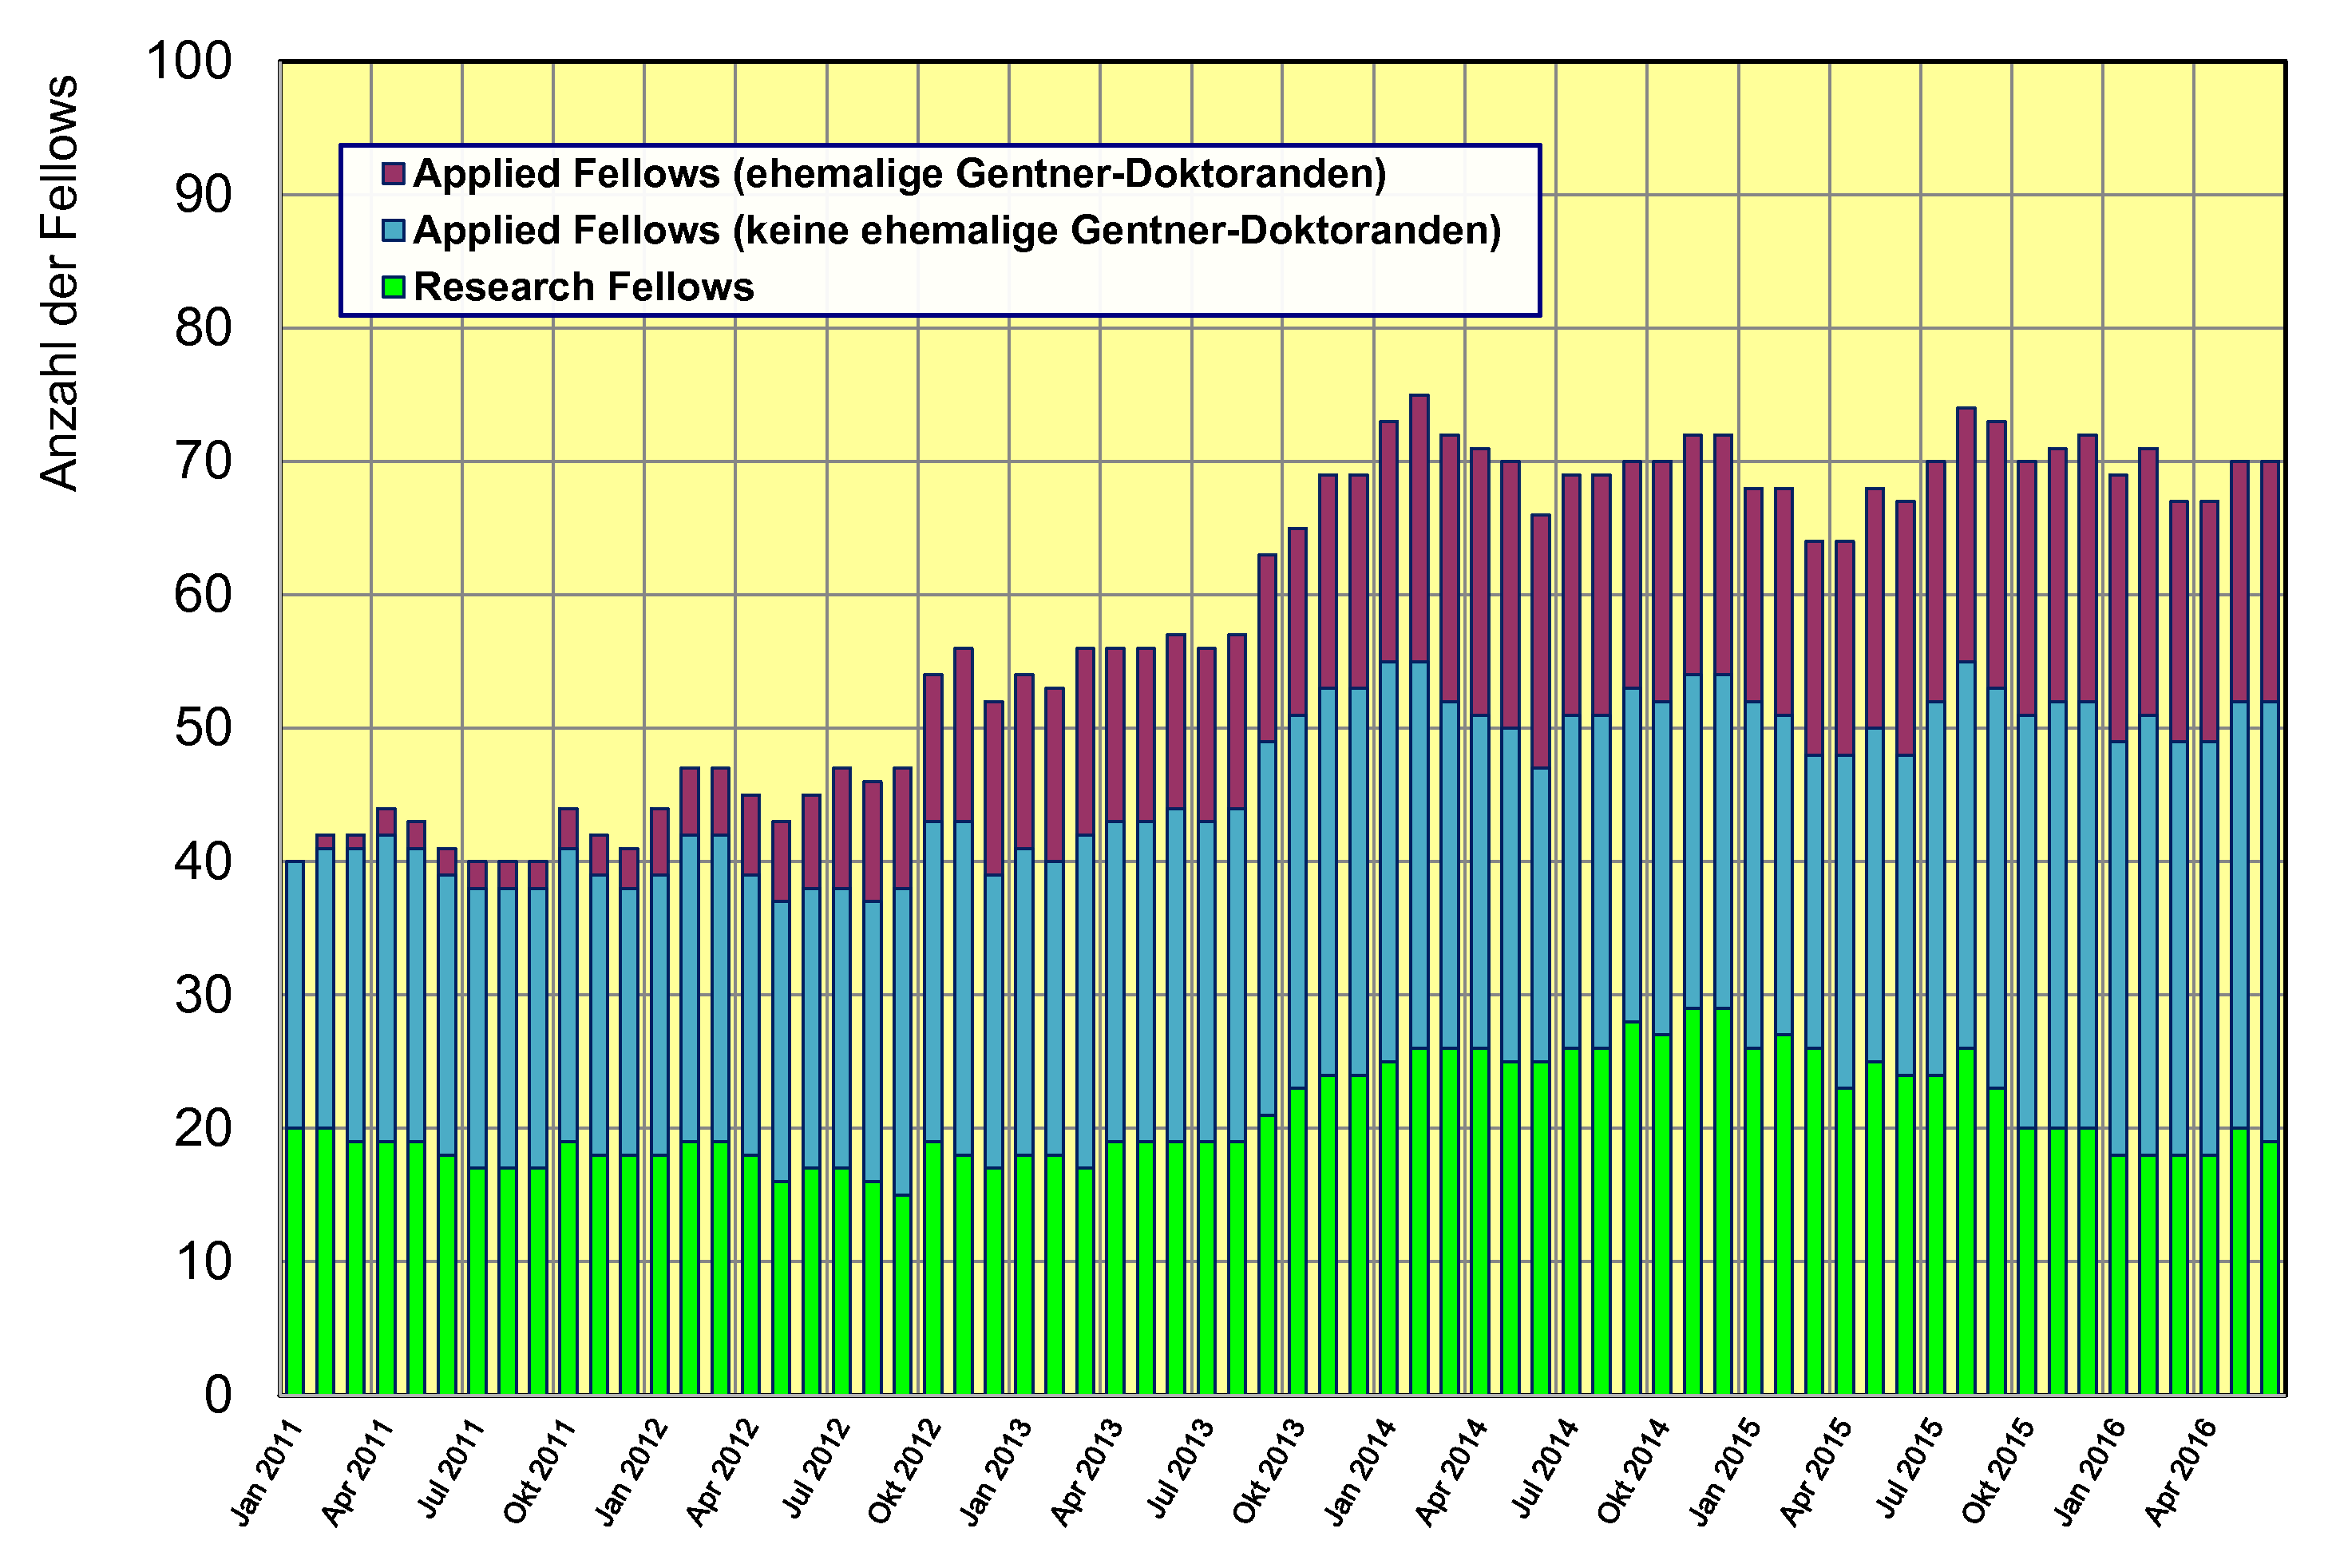 Anzahl der Fellows
100
90
80
70
60
50
40
30
20
10
0
Applied Fellows (ehemalige Gentner-Doktoranden)
Applied Fellows (keine ehemalige Gentner-Doktoranden)
Research Fellows
Jan 2011
Apr 2011
Jul 2011
Okt 2011
Jan 2012
Apr 2012
Jul 2012
Okt 2012
Jan 2013
Apr 2013
Jul 2013
Okt 2013
Jan 2014
Apr 2014
Jul 2014
Okt 2014
Jan 2015
Apr 2015
Jul 2015
Okt 2015
Jan 2016
Apr 2016